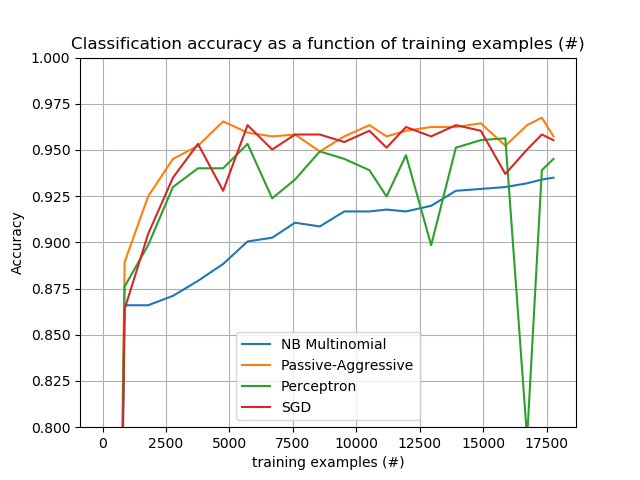 Classification accuracy as a function of training examples (#)
1.000
0.975
0.950
0.925
0.900
0.875
0.850
0.825
0.800
Accuracy
NB Multinomial
Passive-Aggressive
Perceptron
SGD
0 2500 5000 7500 10000 12500 15000 17500
training examples (#)